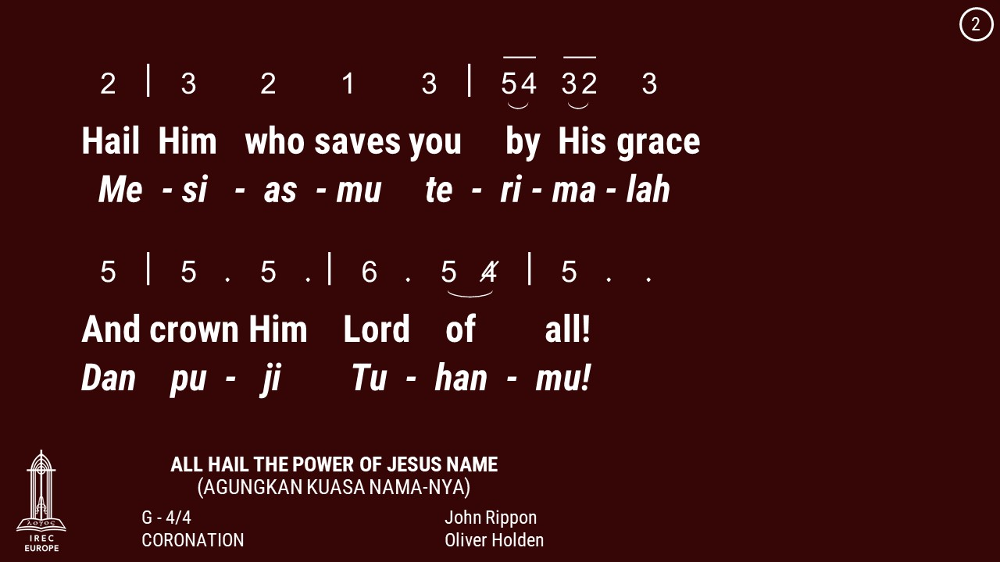 2
2 | 3 2 1 3 | 54 32 3
Hail Him who saves you by His grace
Me - si - as - mu te - ri - ma - lah
5 | 5 . 5 . | 6 . 5 4 | 5 . .
And crown Him Lord of all!
Dan pu - ji Tu - han - mu!
ALL HAIL THE POWER OF JESUS NAME
(AGUNGKAN KUASA NAMA-NYA)
G - 4/4
CORONATION
John Rippon
Oliver Holden
λογος
IREC
EUROPE